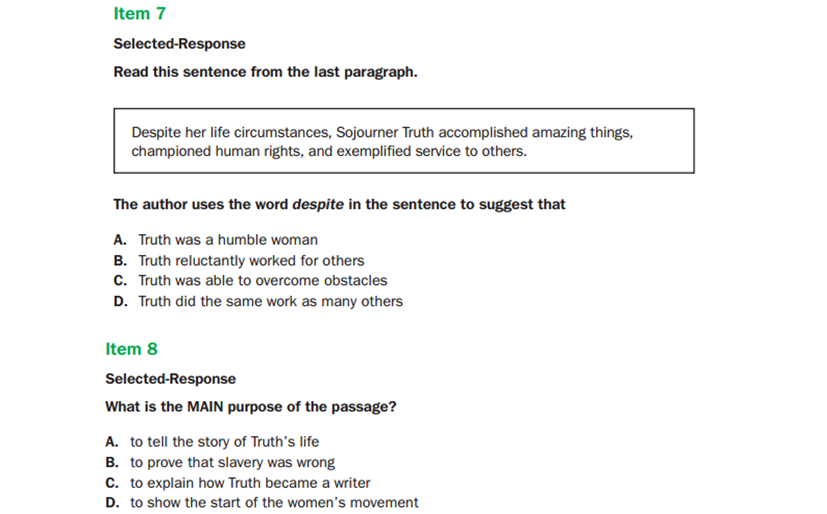 Item 7
Selected-Response
Read this sentence from the last paragraph.
Despite her life circumstances, Sojourner Truth accomplished amazing things,
championed human rights, and exemplified service to others.
The author uses the word despite in the sentence to suggest that
A. Truth was a humble woman
B. Truth reluctantly worked for others
C. Truth was able to overcome obstacles
D. Truth did the same work as many others
Item 8
Selected-Response
What is the MAIN purpose of the passage?
A. to tell the story of Truth's life
B. to prove that slavery was wrong
C. to explain how Truth became a writer
D. to show the start of the women's movement